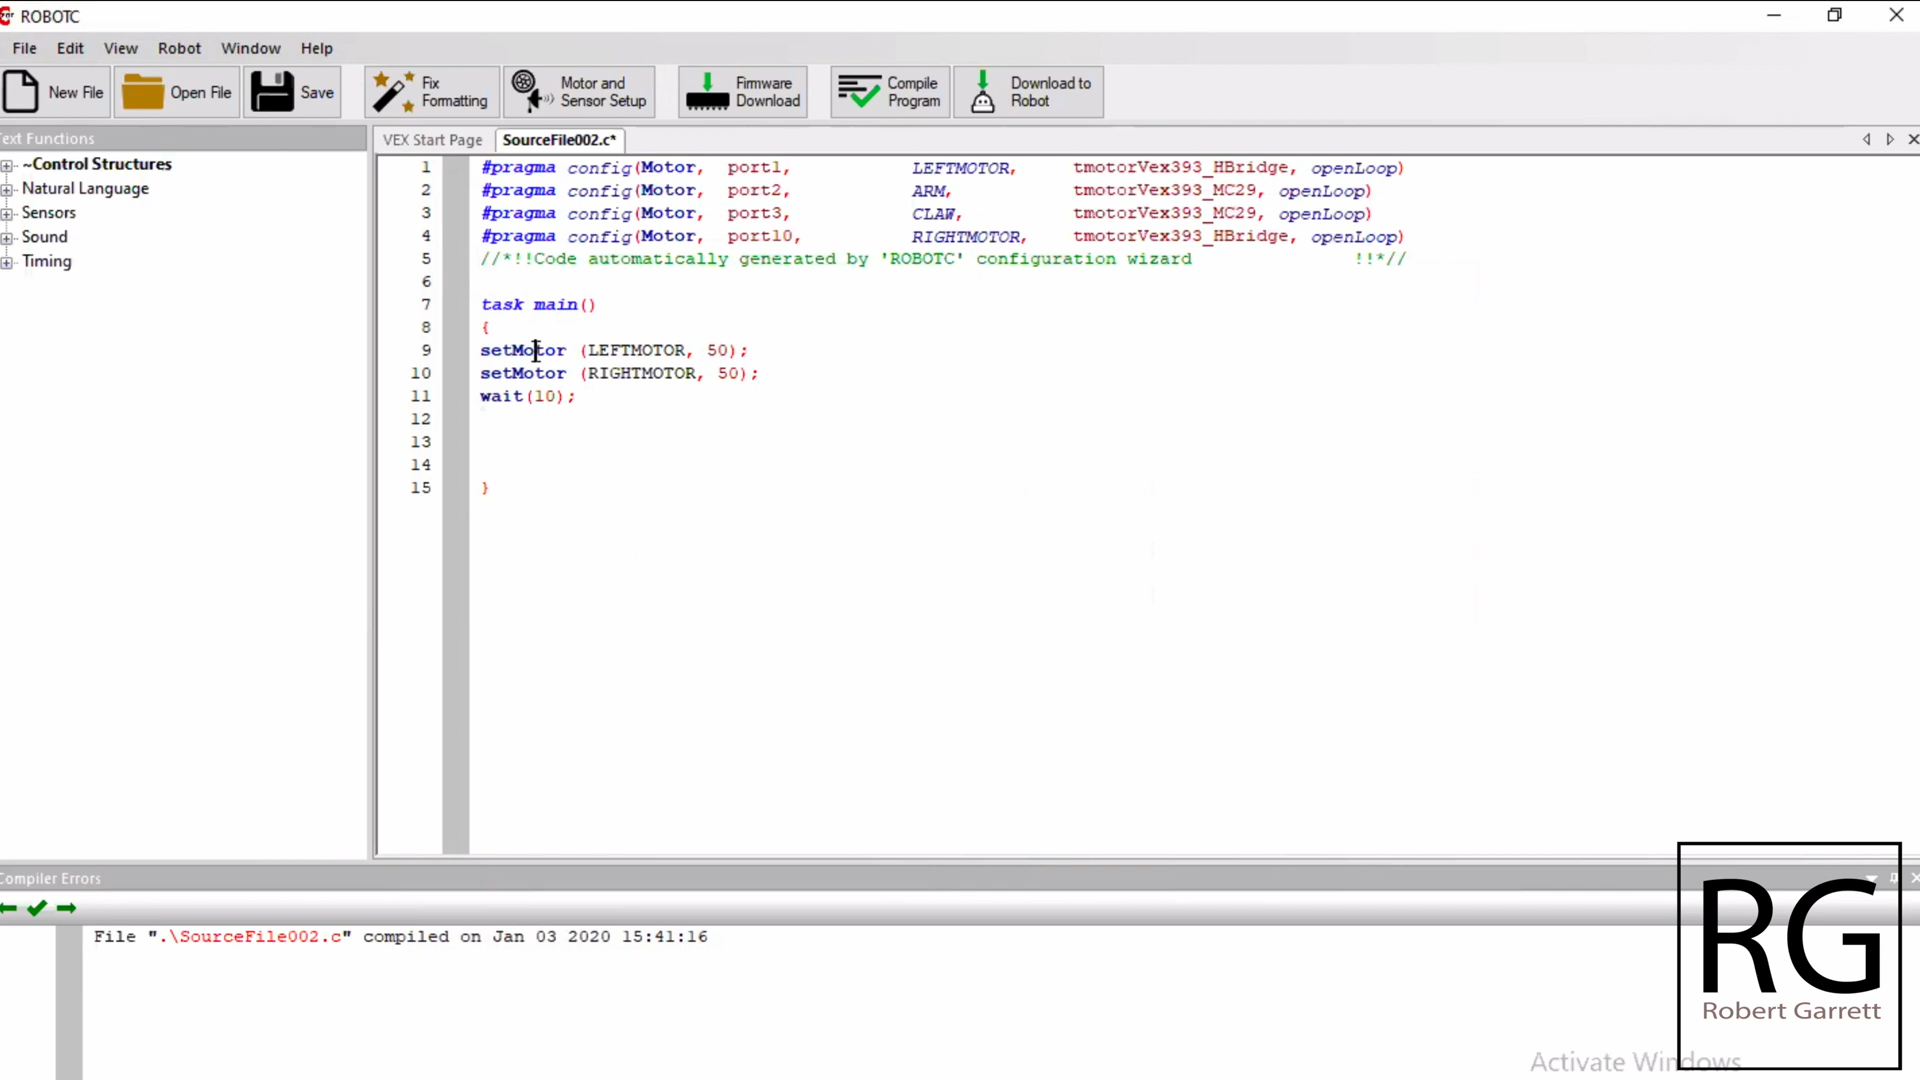 ROBOTC
File Edit View Robot Window Help
New File Open File Save Fix Formatting Motor and Sensor Setup Firmware Download Compile Program Download to Robot
Text Functions
~Control Structures
Natural Language
Sensors
Sound
Timing
VEX Start Page SourceFile002.c*
1 #pragma config(Motor, port1, LEFTMOTOR, tmotorVex393_HBridge, openLoop)
2 #pragma config(Motor, port2, ARM, tmotorVex393_MC29, openLoop)
3 #pragma config(Motor, port3, CLAW, tmotorVex393_MC29, openLoop)
4 #pragma config(Motor, port10, RIGHTMOTOR, tmotorVex393_HBridge, openLoop)
5 //*!!Code automatically generated by 'ROBOTC' configuration wizard !!*//
6
7 task main()
8 {
9 setMotor (LEFTMOTOR, 50);
10 setMotor (RIGHTMOTOR, 50);
11 wait(10);
12
13
14
15 }
Compiler Errors
File ".\SourceFile002.c" compiled on Jan 03 2020 15:41:16
RG
Robert Garrett
Activate Windows